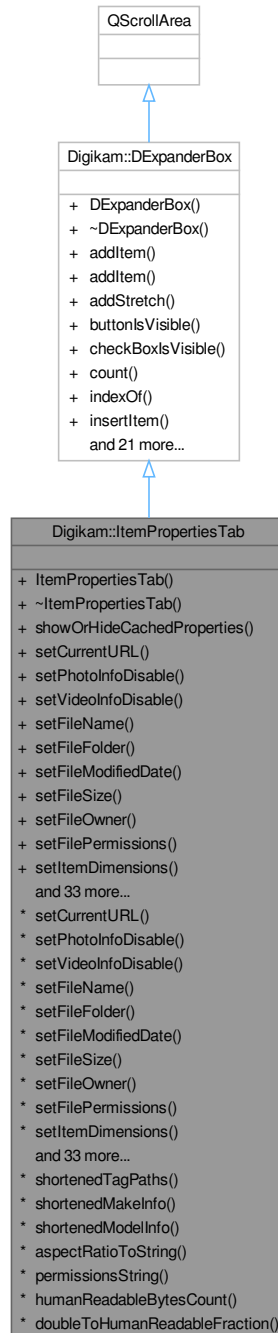 QScrollArea
Digikam::DExpanderBox
+ DExpanderBox()
+ ~DExpanderBox()
+ addItem()
+ addItem()
+ addStretch()
+ buttonIsVisible()
+ checkBoxIsVisible()
+ count()
+ indexOf()
+ insertItem()
and 21 more...
Digikam::ItemPropertiesTab
+ ItemPropertiesTab()
+ ~ItemPropertiesTab()
+ showOrHideCachedProperties()
+ setCurrentURL()
+ setPhotoInfoDisable()
+ setVideoInfoDisable()
+ setFileName()
+ setFileFolder()
+ setFileModifiedDate()
+ setFileSize()
+ setFileOwner()
+ setFilePermissions()
+ setItemDimensions()
and 33 more...
* setCurrentURL()
* setPhotoInfoDisable()
* setVideoInfoDisable()
* setFileName()
* setFileFolder()
* setFileModifiedDate()
* setFileSize()
* setFileOwner()
* setFilePermissions()
* setItemDimensions()
and 33 more...
* shortenedTagPaths()
* shortenedMakeInfo()
* shortenedModelInfo()
* aspectRatioToString()
* permissionsString()
* humanReadableBytesCount()
* doubleToHumanReadableFraction()